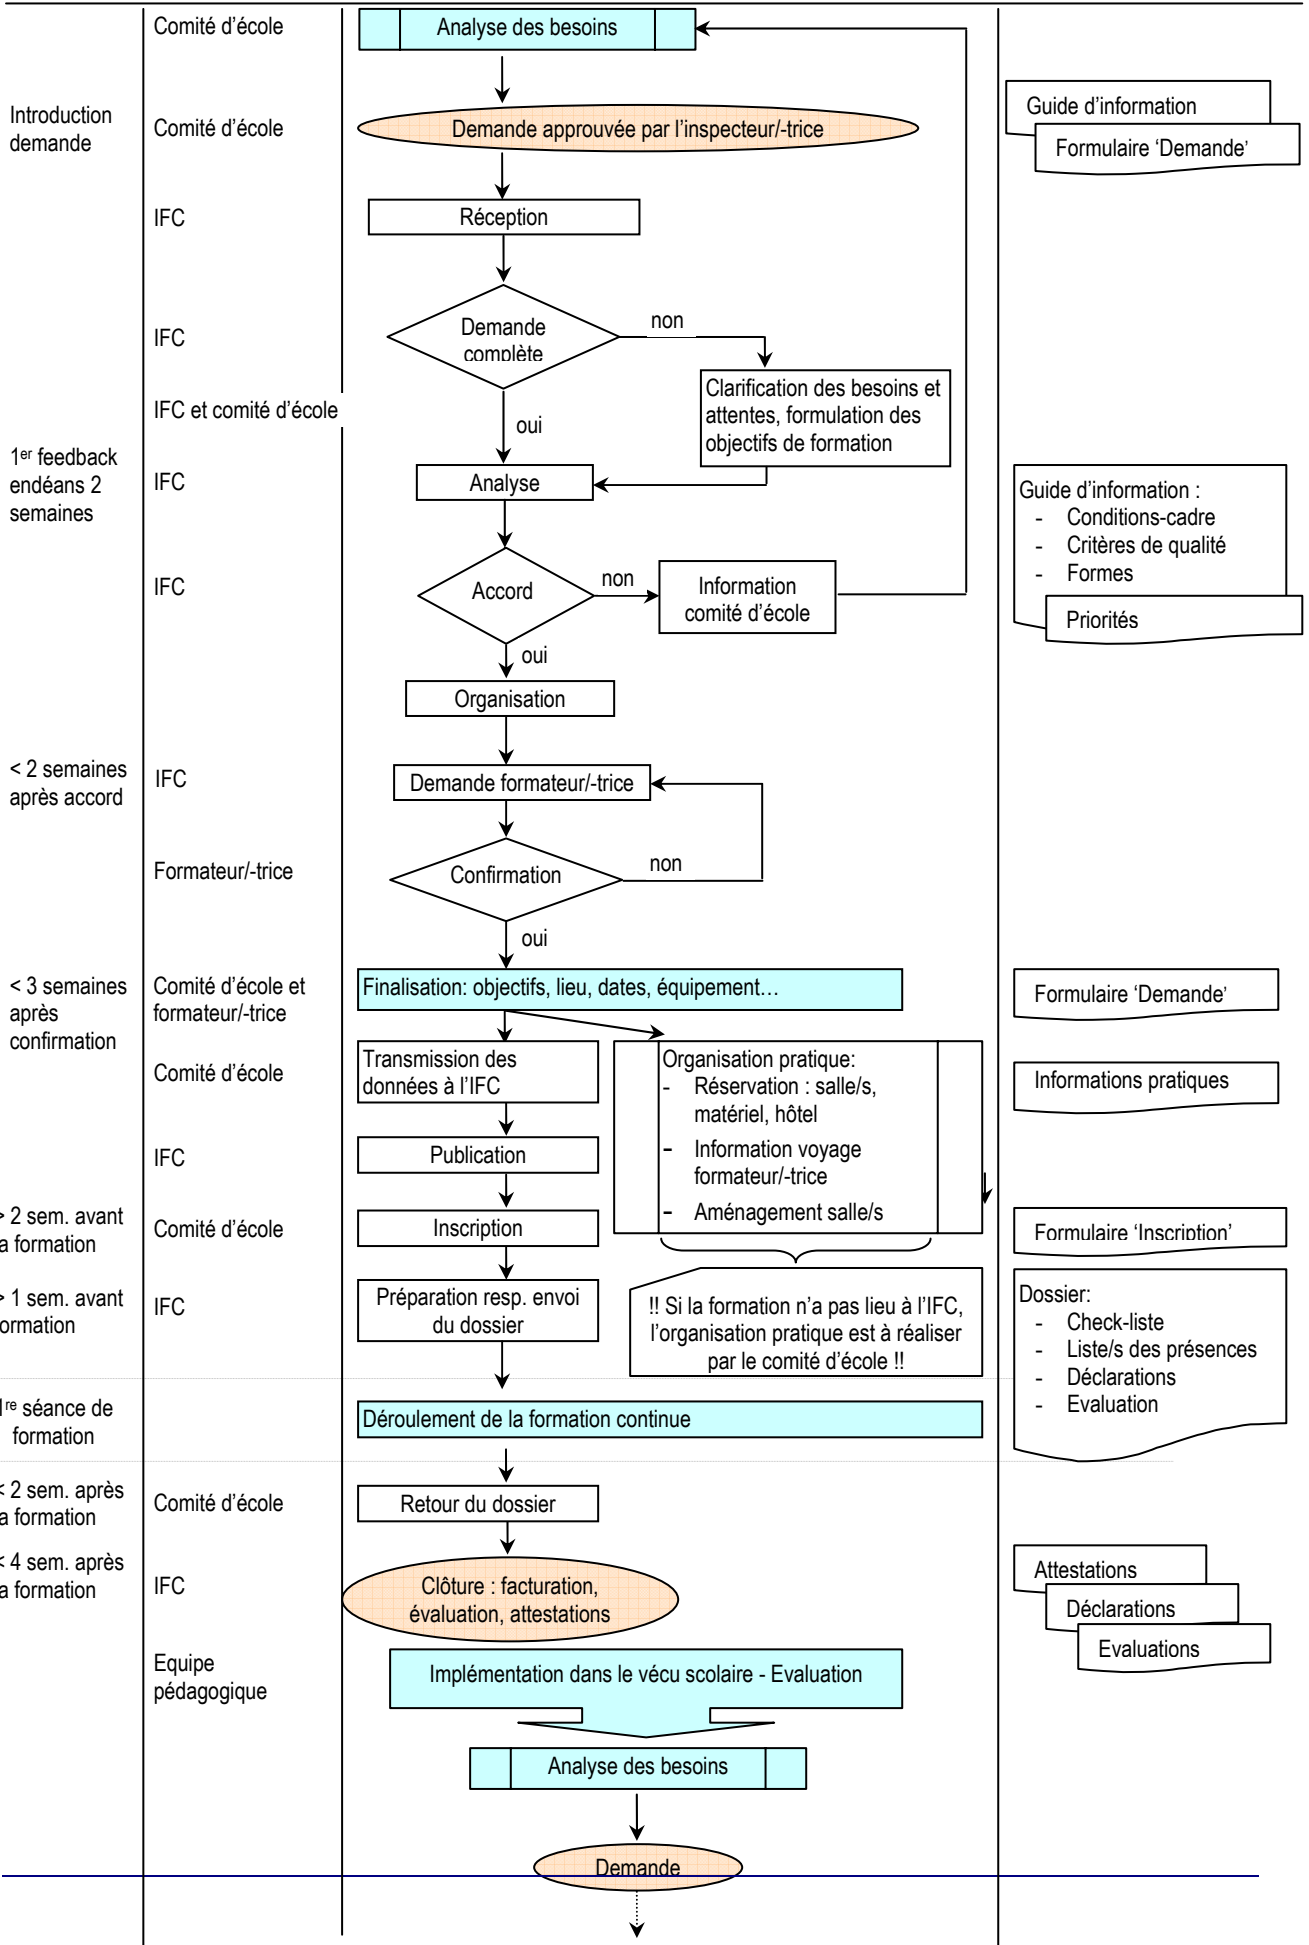 Comité d'école
Analyse des besoins
Introduction
demande
Comité d'école
Demande approuvée par l'inspecteur/-trice
Guide d'information
Formulaire 'Demande'
IFC
Réception
IFC
Demande
complète
non
IFC et comité d'école
oui
Clarification des besoins et
attentes, formulation des
objectifs de formation
1er feedback
endéans 2
semaines
IFC
Analyse
Guide d'information :
- Conditions-cadre
- Critères de qualité
- Formes
Priorités
IFC
Accord
non
Information
comité d'école
oui
Organisation
< 2 semaines
après accord
IFC
Demande formateur/-trice
Formateur/-trice
Confirmation
non
oui
< 3 semaines
après
confirmation
Comité d'école et
formateur/-trice
Finalisation: objectifs, lieu, dates, équipement…
Formulaire 'Demande'
Comité d'école
Transmission des
données à l'IFC
Organisation pratique:
- Réservation : salle/s,
matériel, hôtel
- Information voyage
formateur/-trice
- Aménagement salle/s
Informations pratiques
IFC
Publication
> 2 sem. avant
a formation
Comité d'école
Inscription
Formulaire 'Inscription'
> 1 sem. avant
ormation
IFC
Préparation resp. envoi
du dossier
!! Si la formation n'a pas lieu à l'IFC,
l'organisation pratique est à réaliser
par le comité d'école !!
Dossier:
- Check-liste
- Liste/s des présences
- Déclarations
- Evaluation
1re séance de
formation
Déroulement de la formation continue
< 2 sem. après
a formation
Comité d'école
Retour du dossier
< 4 sem. après
a formation
IFC
Clôture : facturation,
évaluation, attestations
Attestations
Déclarations
Evaluations
Equipe
pédagogique
Implémentation dans le vécu scolaire - Evaluation
Analyse des besoins
Demande